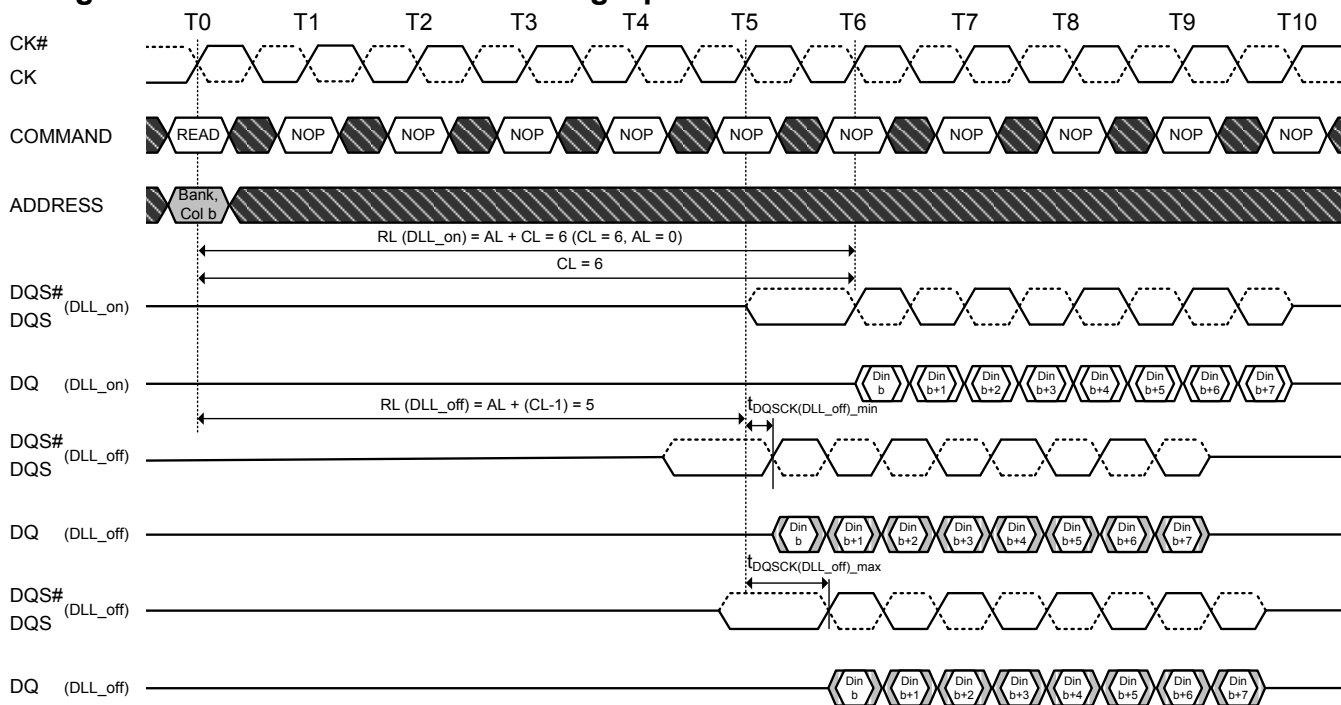 T0 T1 T2 T3 T4 T5 T6 T7 T8 T9 T10
CK#
CK
COMMAND READ NOP NOP NOP NOP NOP NOP NOP NOP NOP NOP
ADDRESS Bank, Col b
RL (DLL_on) = AL + CL = 6 (CL = 6, AL = 0)
CL = 6
DQS# (DLL_on)
DQS
DQ (DLL_on) Din b Din b+1 Din b+2 Din b+3 Din b+4 Din b+5 Din b+6 Din b+7
RL (DLL_off) = AL + (CL-1) = 5 tDQSCK(DLL_off)_min
DQS# (DLL_off)
DQS
DQ (DLL_off) Din b Din b+1 Din b+2 Din b+3 Din b+4 Din b+5 Din b+6 Din b+7
tDQSCK(DLL_off)_max
DQS# (DLL_off)
DQS
DQ (DLL_off) Din b Din b+1 Din b+2 Din b+3 Din b+4 Din b+5 Din b+6 Din b+7